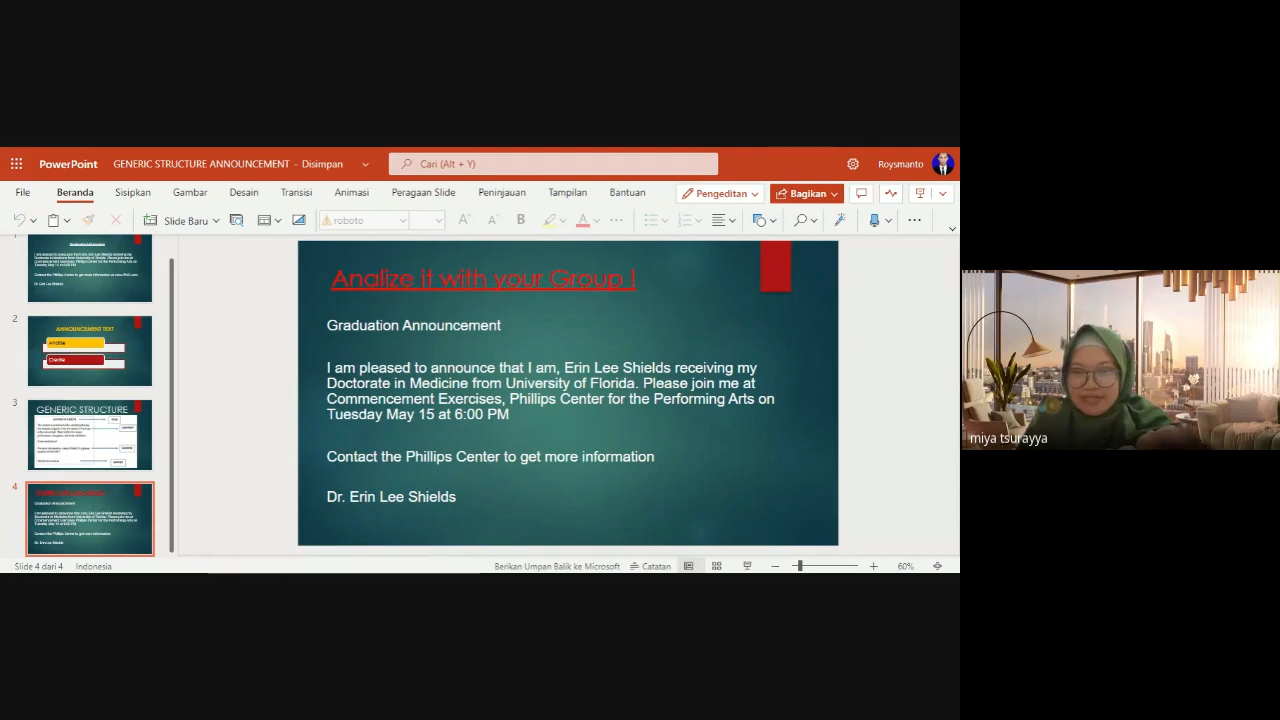 PowerPoint GENERIC STRUCTURE ANNOUNCEMENT - Disimpan Cari (Alt + Y) Roysmanto
File Beranda Sisipkan Gambar Desain Transisi Animasi Peragaan Slide Peninjauan Tampilan Bantuan Pengeditan Bagikan
Slide Baru roboto A A B A
2
ANNOUNCEMENT TEXT
Analize
Create
3
GENERIC STRUCTURE
4
Analize it with your Group !
Graduation Announcement
I am pleased to announce that I am, Erin Lee Shields receiving my
Doctorate in Medicine from University of Florida. Please join me at
Commencement Exercises, Phillips Center for the Performing Arts on
Tuesday May 15 at 6:00 PM
Contact the Phillips Center to get more information
Dr. Erin Lee Shields
miya tsurayya
Slide 4 dari 4 Indonesia Berikan Umpan Balik ke Microsoft Catatan 60%